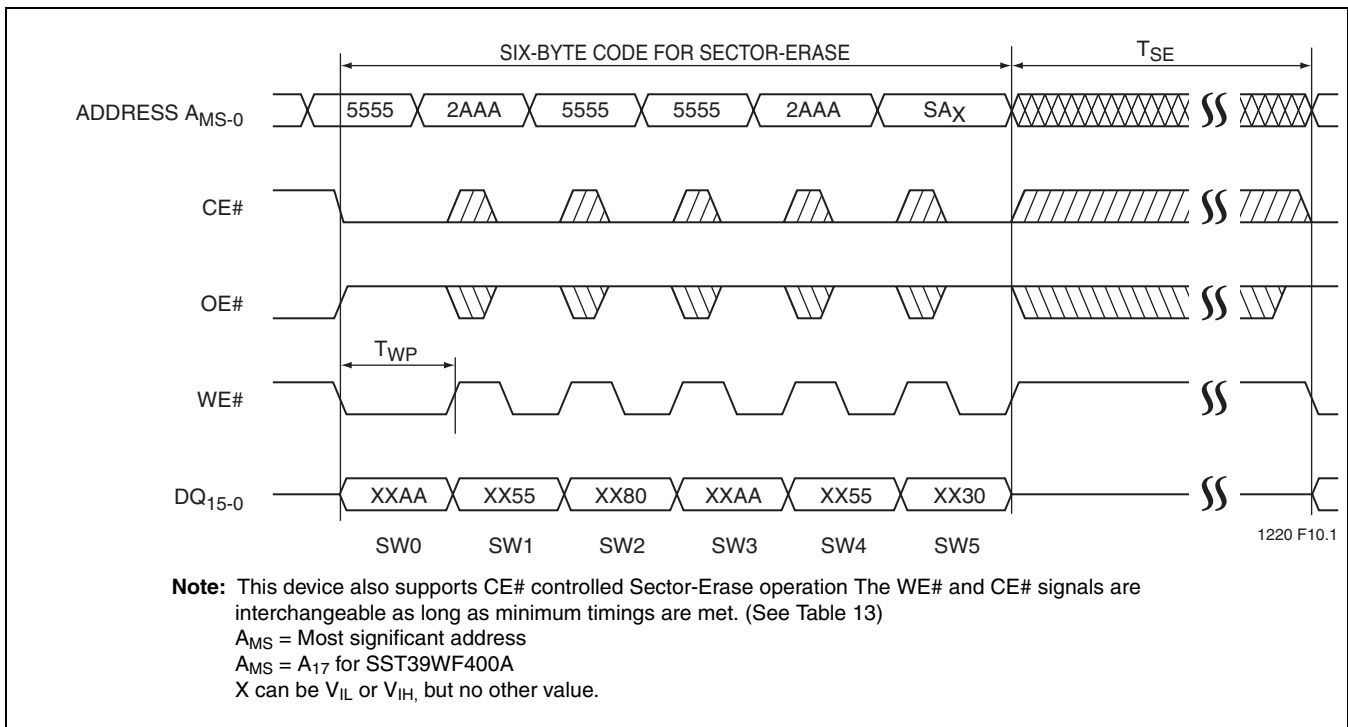 SIX-BYTE CODE FOR SECTOR-ERASE
TSE
ADDRESS AMS-0
5555 2AAA 5555 5555 2AAA SAX
CE#
OE#
TWP
WE#
DQ15-0
XXAA XX55 XX80 XXAA XX55 XX30
SW0 SW1 SW2 SW3 SW4 SW5
1220 F10.1
Note: This device also supports CE# controlled Sector-Erase operation The WE# and CE# signals are
interchangeable as long as minimum timings are met. (See Table 13)
AMS = Most significant address
AMS = A17 for SST39WF400A
X can be VIL or VIH, but no other value.